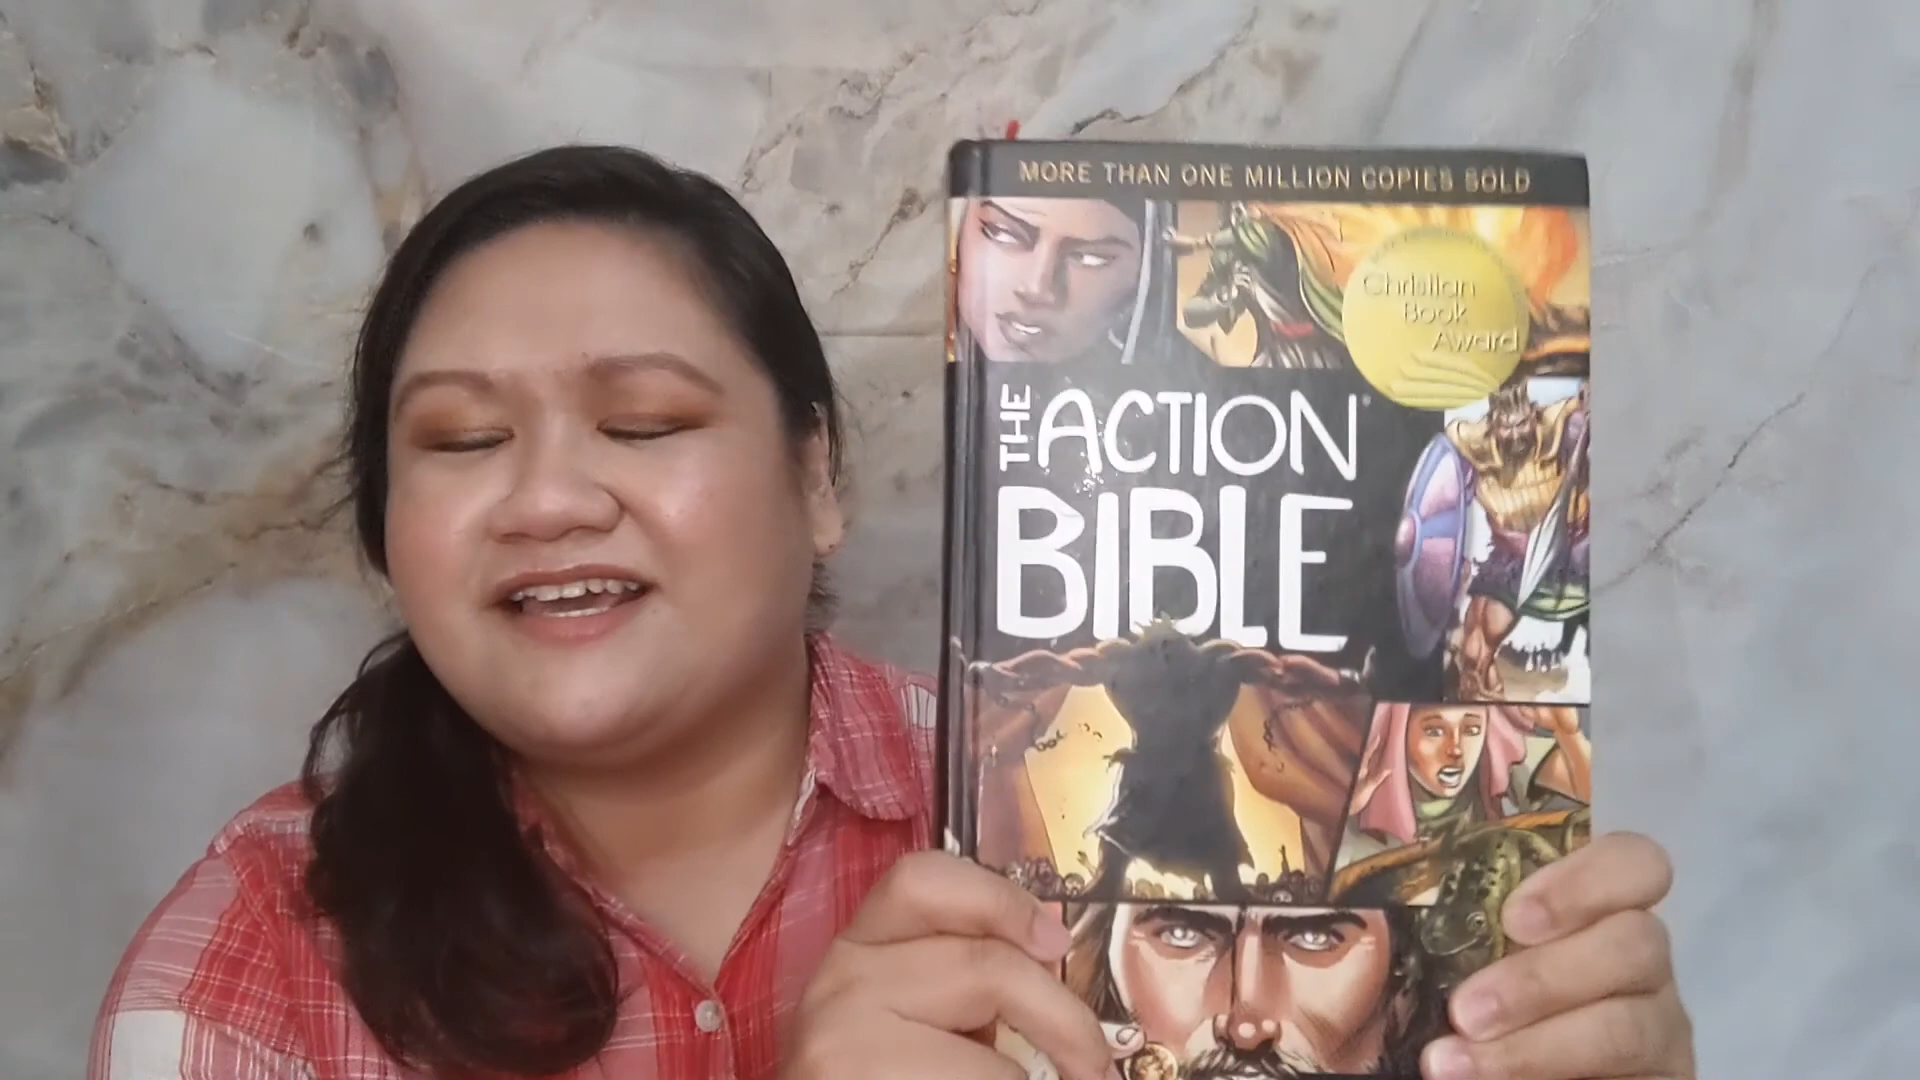 MORE THAN ONE MILLION COPIES SOLD
Christian
Book
Award
THE ACTION
BIBLE